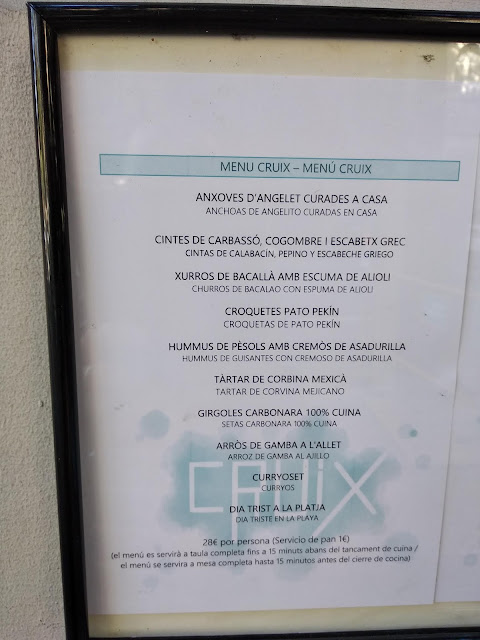 MENU CRUIX – MENÚ CRUIX
ANXOVES D'ANGELET CURADES A CASA
ANCHOAS DE ANGELITO CURADAS EN CASA
CINTES DE CARBASSÓ, COGOMBRE I ESCABETX GREC
CINTAS DE CALABACÍN, PEPINO Y ESCABECHE GRIEGO
XURROS DE BACALLÀ AMB ESCUMA DE ALIOLI
CHURROS DE BACALAO CON ESPUMA DE ALIOLI
CROQUETES PATO PEKÍN
CROQUETAS DE PATO PEKÍN
HUMMUS DE PÈSOLS AMB CREMÒS DE ASADURILLA
HUMMUS DE GUISANTES CON CREMOSO DE ASADURILLA
TÀRTAR DE CORBINA MEXICÀ
TARTAR DE CORVINA MEJICANO
GIRGOLES CARBONARA 100% CUINA
SETAS CARBONARA 100% CUINA
ARRÒS DE GAMBA A L'ALLET
ARROZ DE GAMBA AL AJILLO
CRUIX
CURRYOSET
CURRYOS
DIA TRIST A LA PLATJA
DIA TRISTE EN LA PLAYA
28€ por persona (Servicio de pan 1€)
(el menú es servirà a taula completa fins a 15 minuts abans del tancament de cuina /
el menú se servira a mesa completa hasta 15 minutos antes del cierre de cocina)